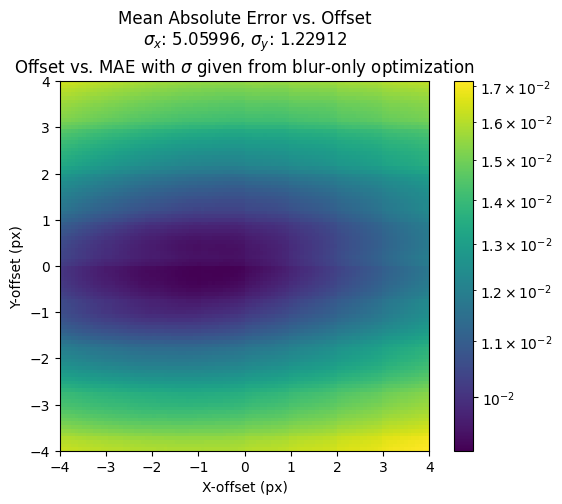 Mean Absolute Error vs. Offset
σₓ: 5.05996, σᵧ: 1.22912
Offset vs. MAE with σ given from blur-only optimization
4
3
2
1
0
−1
−2
−3
−4
Y-offset (px)
−4 −3 −2 −1 0 1 2 3 4
X-offset (px)
1.7 × 10⁻²
1.6 × 10⁻²
1.5 × 10⁻²
1.4 × 10⁻²
1.3 × 10⁻²
1.2 × 10⁻²
1.1 × 10⁻²
10⁻²